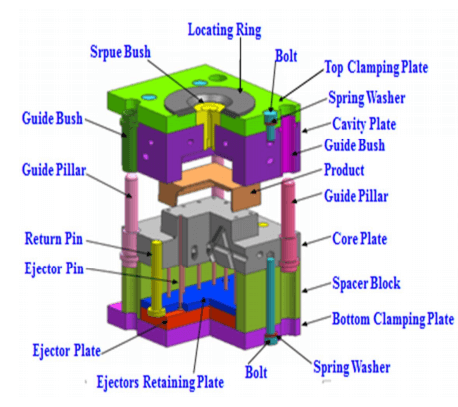 Locating Ring
Srpue Bush
Bolt
Top Clamping Plate
Spring Washer
Guide Bush
Cavity Plate
Guide Bush
Product
Guide Pillar
Guide Pillar
Return Pin
Core Plate
Ejector Pin
Spacer Block
Bottom Clamping Plate
Ejector Plate
Spring Washer
Bolt
Ejectors Retaining Plate